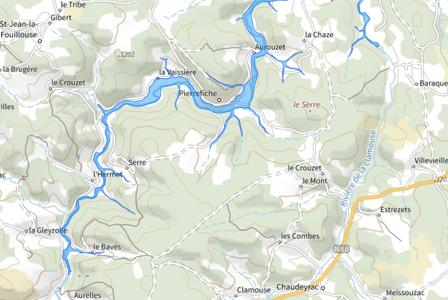 le Tribe
Gibert
St-Jean-la
Fouillouse
1202
Aurouzet
la Chaze
la Brugère
le Crouzet
la Vaissière
Pierrefiche
le Serre
Baraque
Rivière de la Clamouse
Serre
l'Hermet
le Crouzet
le Mont
Villevieille
la Gleyzolle
le Bavès
Estrezets
les Combes
N88
Aurelles
Clamouse
Chaudeyrac
Meissouzac